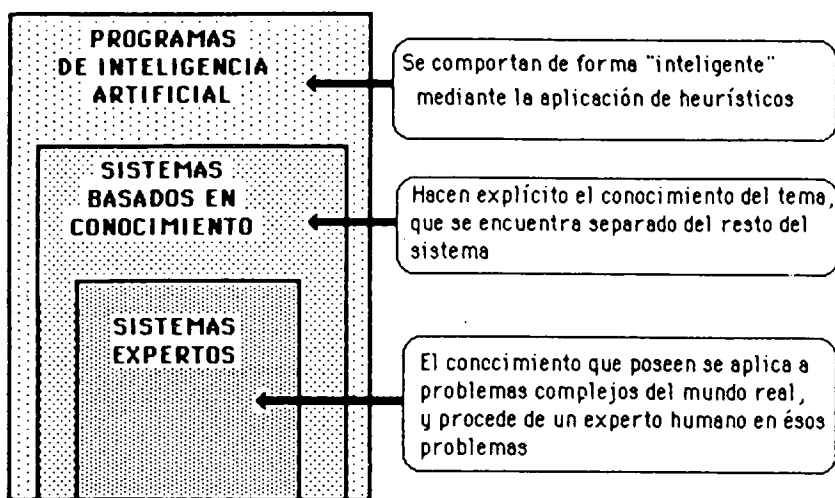 PROGRAMAS
DE INTELIGENCIA
ARTIFICIAL
Se comportan de forma "inteligente"
mediante la aplicación de heurísticos
SISTEMAS
BASADOS EN
CONOCIMIENTO
Hacen explícito el conocimiento del tema,
que se encuentra separado del resto del
sistema
SISTEMAS
EXPERTOS
El conocimiento que poseen se aplica a
problemas complejos del mundo real,
y procede de un experto humano en ésos
problemas